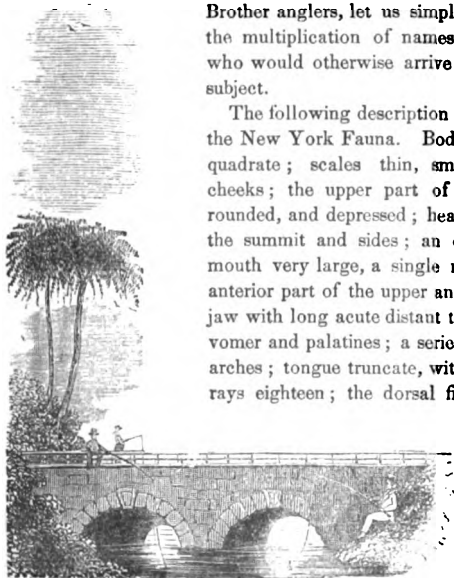 Brother anglers, let us simpl
the multiplication of names
who would otherwise arrive
subject.
The following description
the New York Fauna. Bod
quadrate ; scales thin, sm
cheeks ; the upper part of
rounded, and depressed ; hea
the summit and sides ; an
mouth very large, a single
anterior part of the upper an
jaw with long acute distant t
vomer and palatines ; a serie
arches ; tongue truncate, wit
rays eighteen ; the dorsal fi